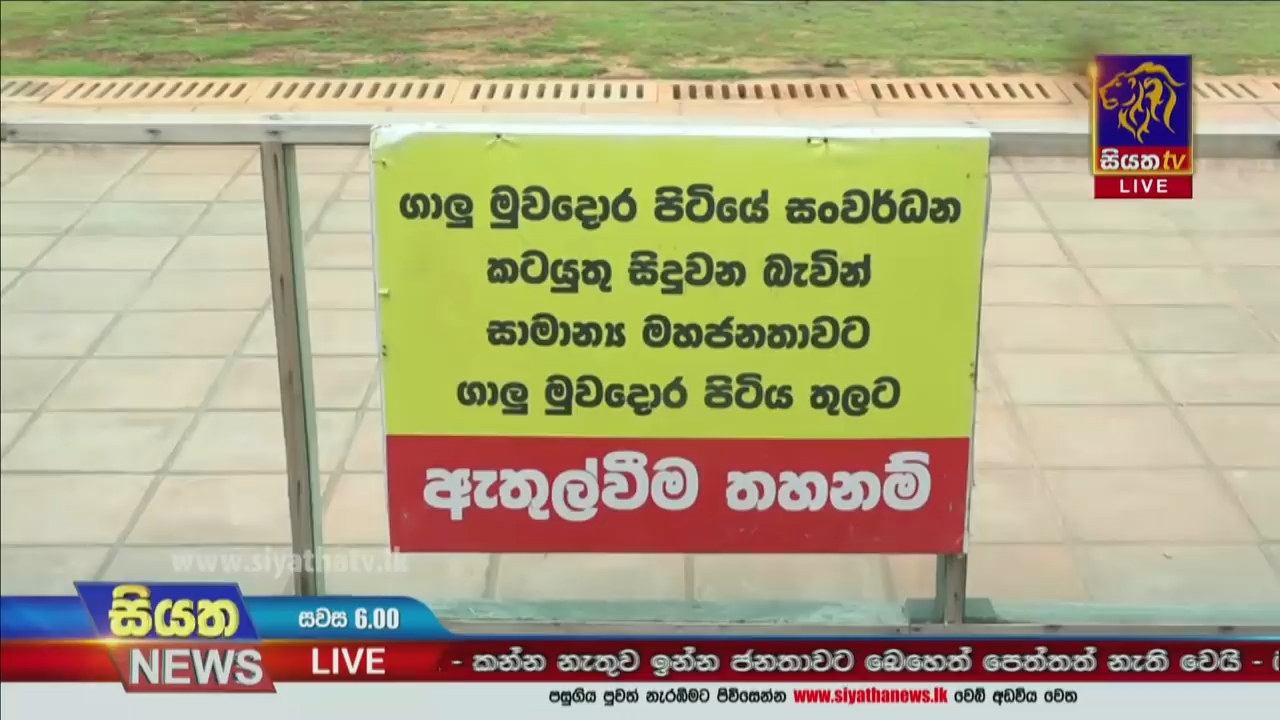 සියත tv
LIVE
ගාලු මුවදොර පිටියේ සංවර්ධන
කටයුතු සිදුවන බැවින්
සාමාන්‍ය මහජනතාවට
ගාලු මුවදොර පිටිය තුලට
ඇතුල්වීම තහනම්
www.siyathatv.lk
සියත
සවස 6.00
NEWS
LIVE
- කන්න නැතුව ඉන්න ජනතාවට බෙහෙත් පෙත්තත් නැති වෙයි -
පසුගිය පුවත් නැරඹීමට පිවිසෙන්න www.siyathanews.lk වෙබ් අඩවිය වෙත